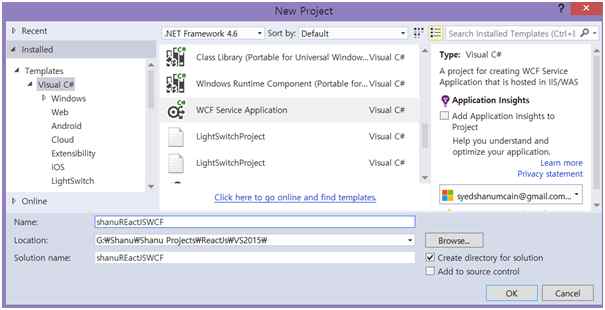 New Project
? ×
▷ Recent
◢ Installed
◢ Templates
◢ Visual C#
▷ Windows
Web
Android
Cloud
Extensibility
iOS
LightSwitch
▷ Online
.NET Framework 4.6
Sort by: Default
Search Installed Templates (Ctrl+E
Class Library (Portable for Universal Window... Visual C#
Windows Runtime Component (Portable for... Visual C#
WCF Service Application Visual C#
LightSwitchProject Visual C#
LightSwitchProject Visual C#
Click here to go online and find templates.
Type: Visual C#
A project for creating WCF Service
Application that is hosted in IIS/WAS
Application Insights
Add Application Insights to
Project
Help you understand and
optimize your application.
Learn more
Privacy statement
syedshanumcain@gmail.com...
Name: shanuREactJSWCF
Location: G:₩Shanu₩Shanu Projects₩ReactJs₩VS2015₩
Browse...
Solution name: shanuREactJSWCF
Create directory for solution
Add to source control
OK Cancel